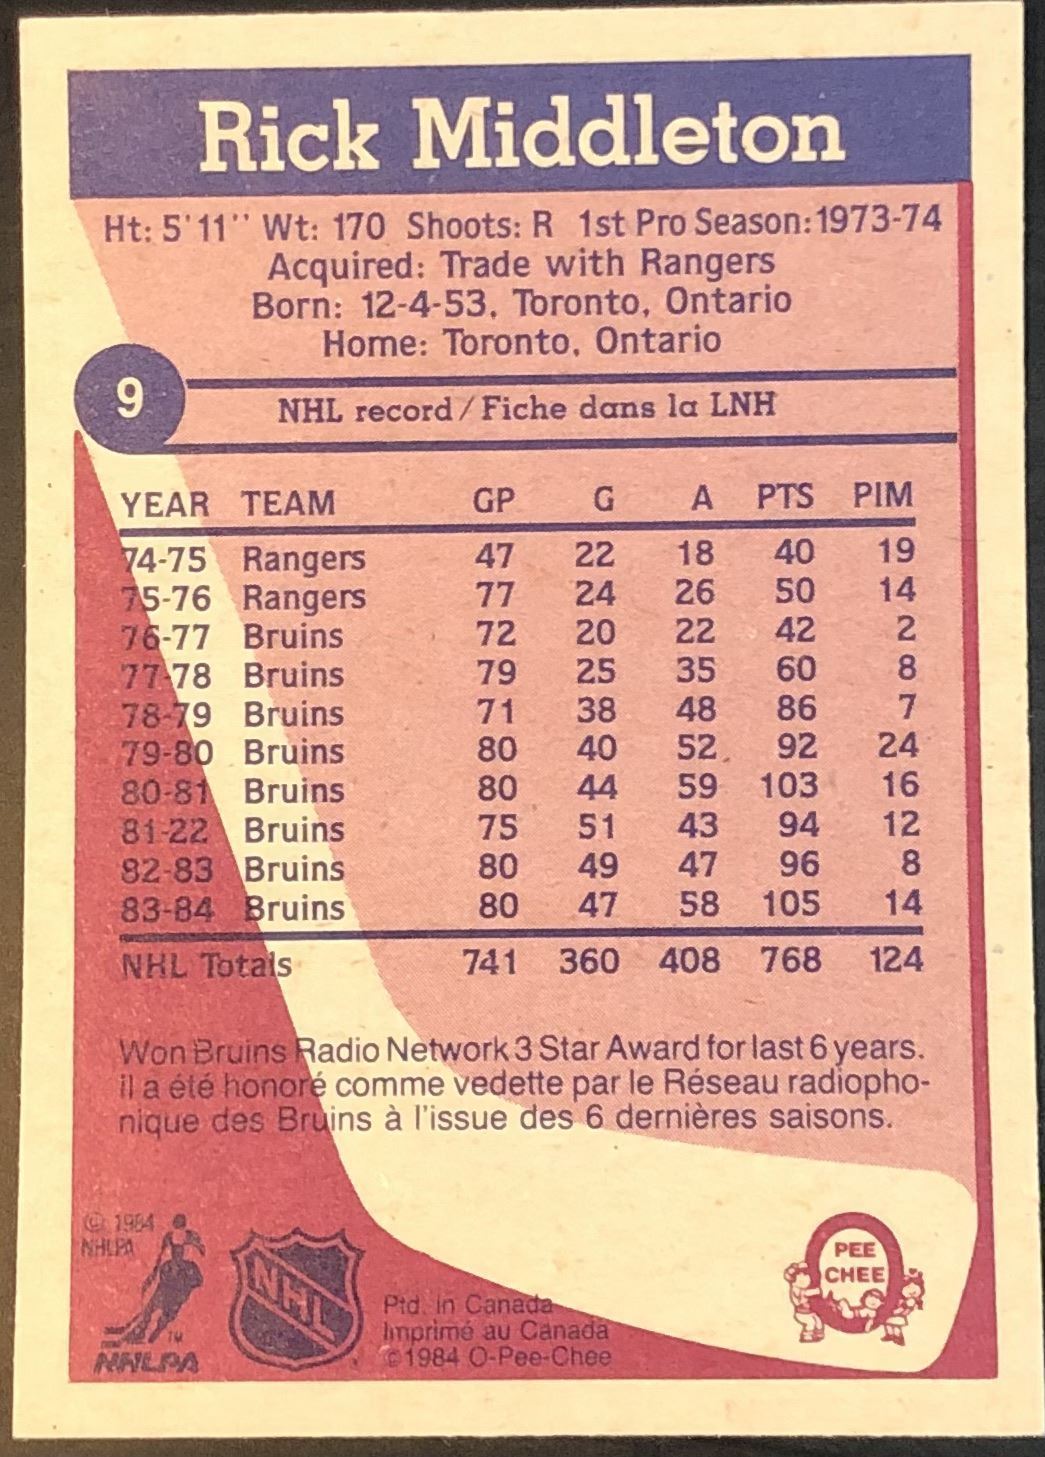 Rick Middleton
Ht: 5'11" Wt: 170 Shoots: R 1st Pro Season: 1973-74
Acquired: Trade with Rangers
Born: 12-4-53, Toronto, Ontario
Home: Toronto, Ontario
9
NHL record / Fiche dans la LNH
YEAR TEAM GP G A PTS PIM
74-75 Rangers 47 22 18 40 19
75-76 Rangers 77 24 26 50 14
76-77 Bruins 72 20 22 42 2
77-78 Bruins 79 25 35 60 8
78-79 Bruins 71 38 48 86 7
79-80 Bruins 80 40 52 92 24
80-81 Bruins 80 44 59 103 16
81-22 Bruins 75 51 43 94 12
82-83 Bruins 80 49 47 96 8
83-84 Bruins 80 47 58 105 14
NHL Totals 741 360 408 768 124
Won Bruins Radio Network 3 Star Award for last 6 years.
il a été honoré comme vedette par le Réseau radiopho-
nique des Bruins à l'issue des 6 dernières saisons.
© 1984
NHLPA
TM
NHLPA
NHL
Ptd. in Canada
Imprimé au Canada
© 1984 O-Pee-Chee
PEE
CHEE